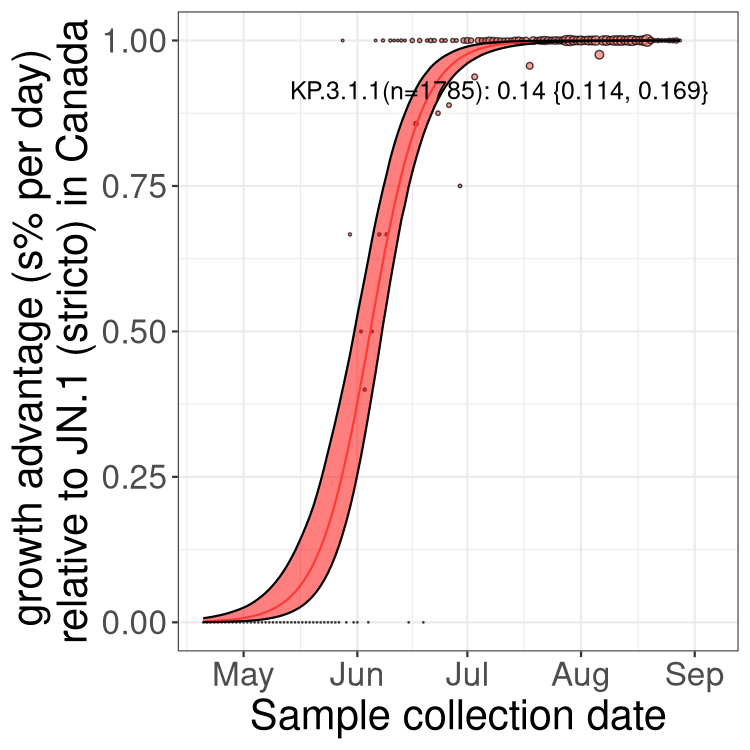 growth advantage (s% per day)
relative to JN.1 (stricto) in Canada
1.00
0.75
0.50
0.25
0.00
KP.3.1.1(n=1785): 0.14 {0.114, 0.169}
May Jun Jul Aug Sep
Sample collection date